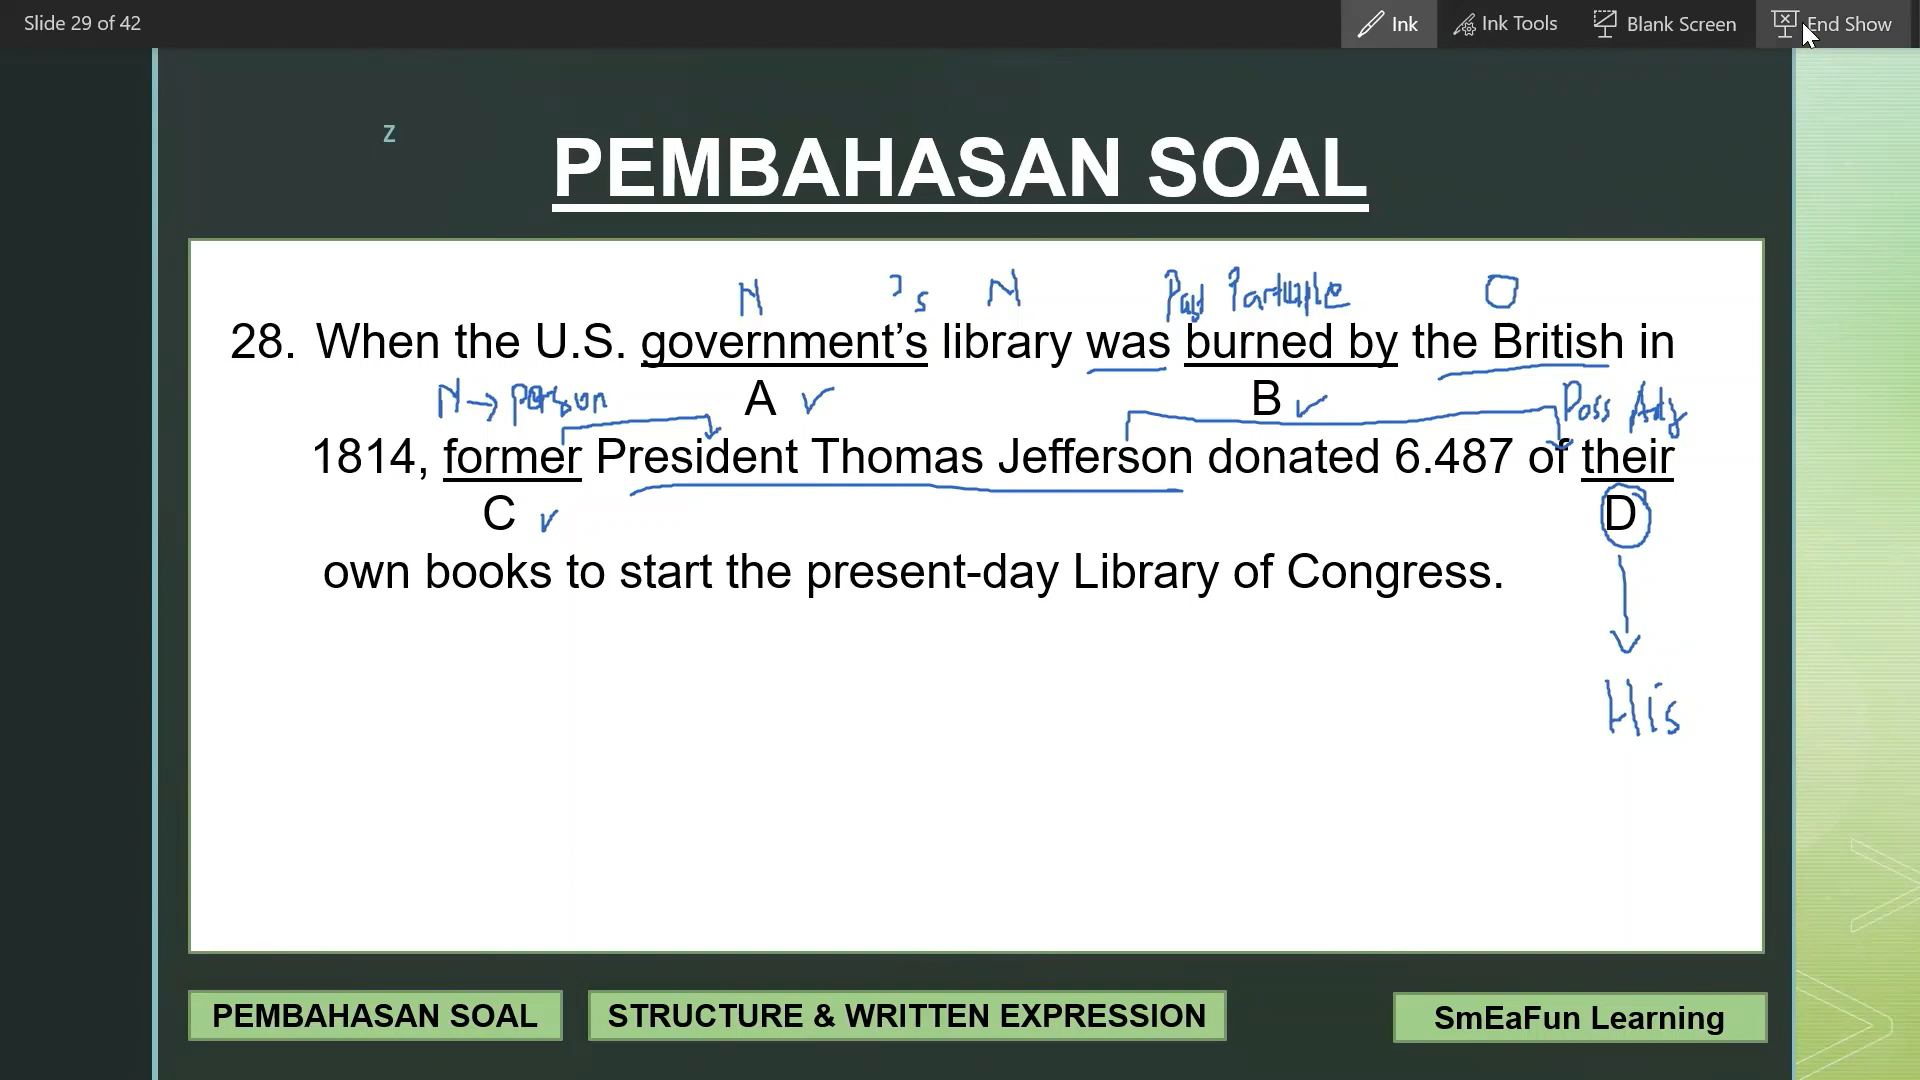 Slide 29 of 42
Ink Ink Tools Blank Screen End Show
z
PEMBAHASAN SOAL
N 's N Past Participle O
28. When the U.S. government’s library was burned by the British in
N → person A ✓ B ✓ Poss Adj
1814, former President Thomas Jefferson donated 6.487 of their
C ✓ D
own books to start the present-day Library of Congress.
His
PEMBAHASAN SOAL STRUCTURE & WRITTEN EXPRESSION SmEaFun Learning